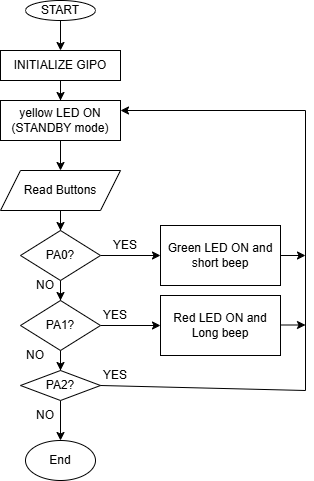 START
INITIALIZE GIPO
yellow LED ON
(STANDBY mode)
Read Buttons
PA0?
YES
Green LED ON and
short beep
NO
PA1?
YES
Red LED ON and
Long beep
NO
PA2?
YES
NO
End